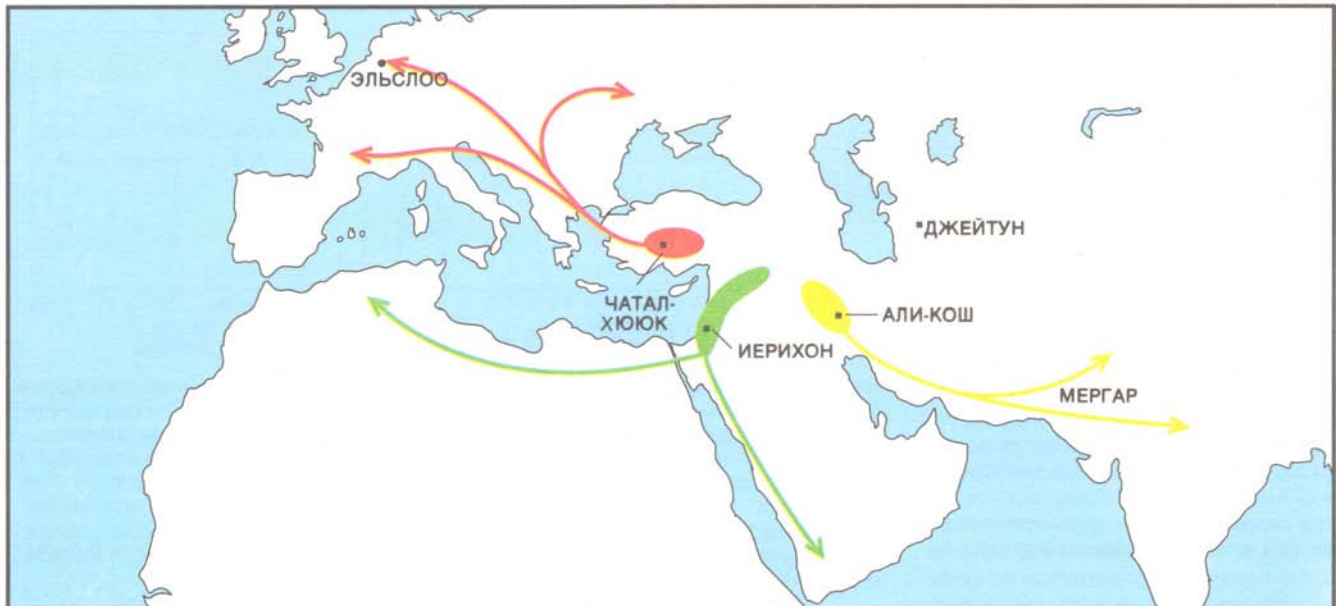 ЭЛЬСЛОО
ДЖЕЙТУН
ЧАТАЛ-
ХЮЮК
АЛИ-КОШ
ИЕРИХОН
МЕРГАР